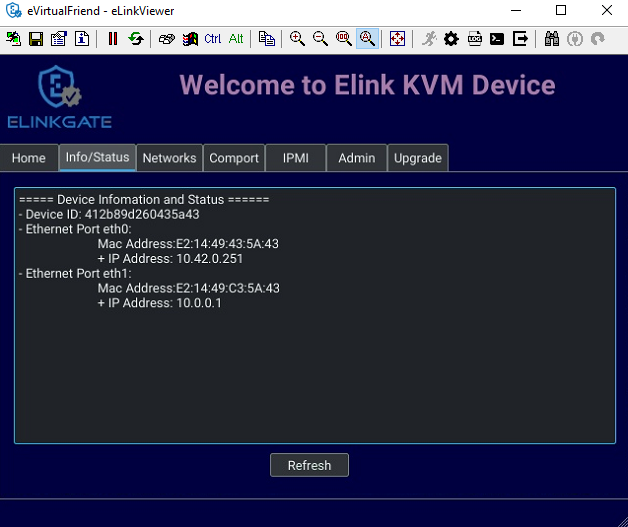 eVirtualFriend - eLinkViewer
Ctrl Alt
ELINKGATE
Welcome to Elink KVM Device
Home Info/Status Networks Comport IPMI Admin Upgrade
===== Device Infomation and Status ======
- Device ID: 412b89d260435a43
- Ethernet Port eth0:
Mac Address:E2:14:49:43:5A:43
+ IP Address: 10.42.0.251
- Ethernet Port eth1:
Mac Address:E2:14:49:C3:5A:43
+ IP Address: 10.0.0.1
Refresh